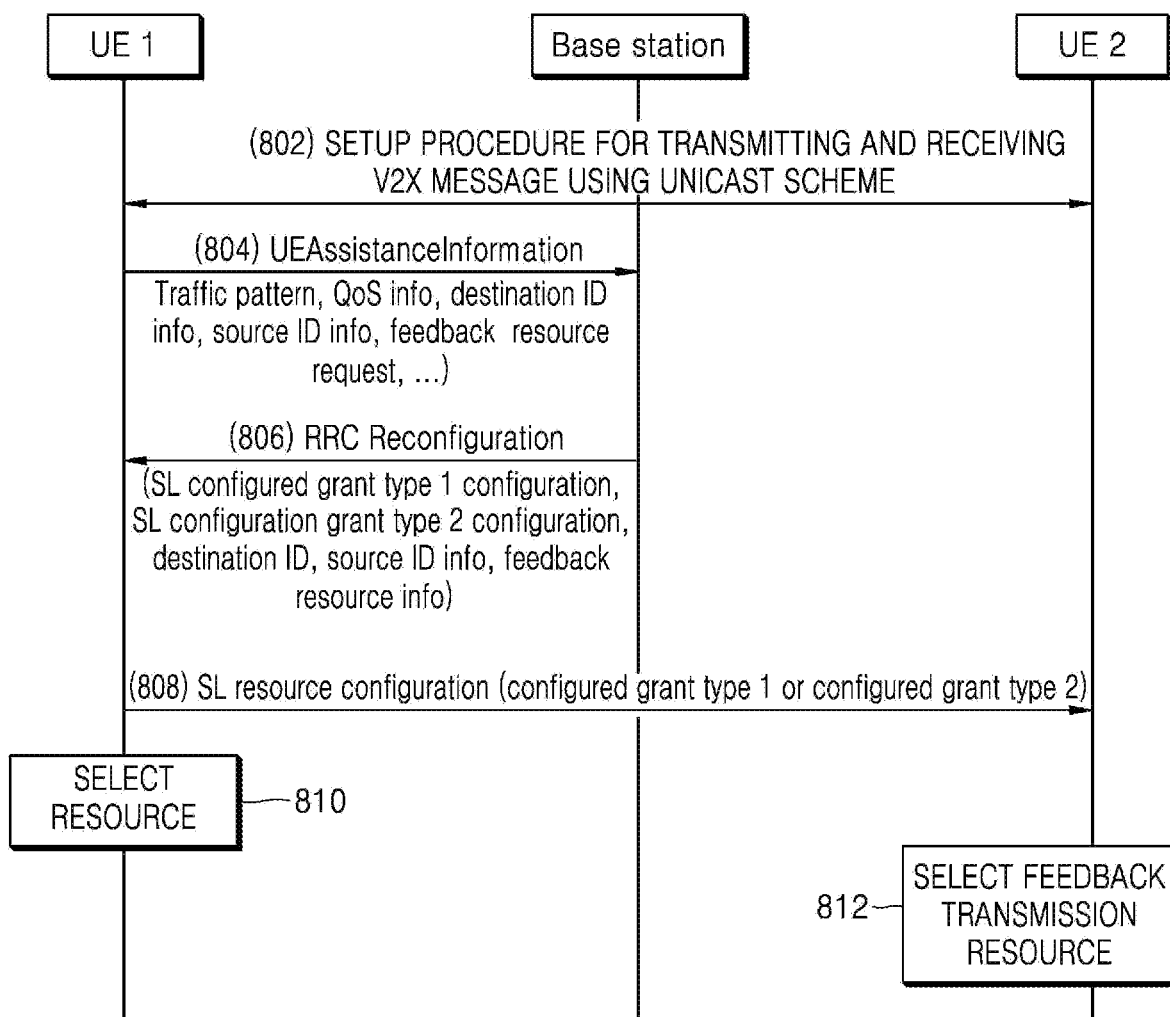 UE 1
Base station
UE 2
(802) SETUP PROCEDURE FOR TRANSMITTING AND RECEIVING
V2X MESSAGE USING UNICAST SCHEME
(804) UEAssistanceInformation
Traffic pattern, QoS info, destination ID
info, source ID info, feedback resource
request, ...)
(806) RRC Reconfiguration
(SL configured grant type 1 configuration,
SL configuration grant type 2 configuration,
destination ID, source ID info, feedback
resource info)
(808) SL resource configuration (configured grant type 1 or configured grant type 2)
SELECT
RESOURCE
810
SELECT FEEDBACK
TRANSMISSION
RESOURCE
812